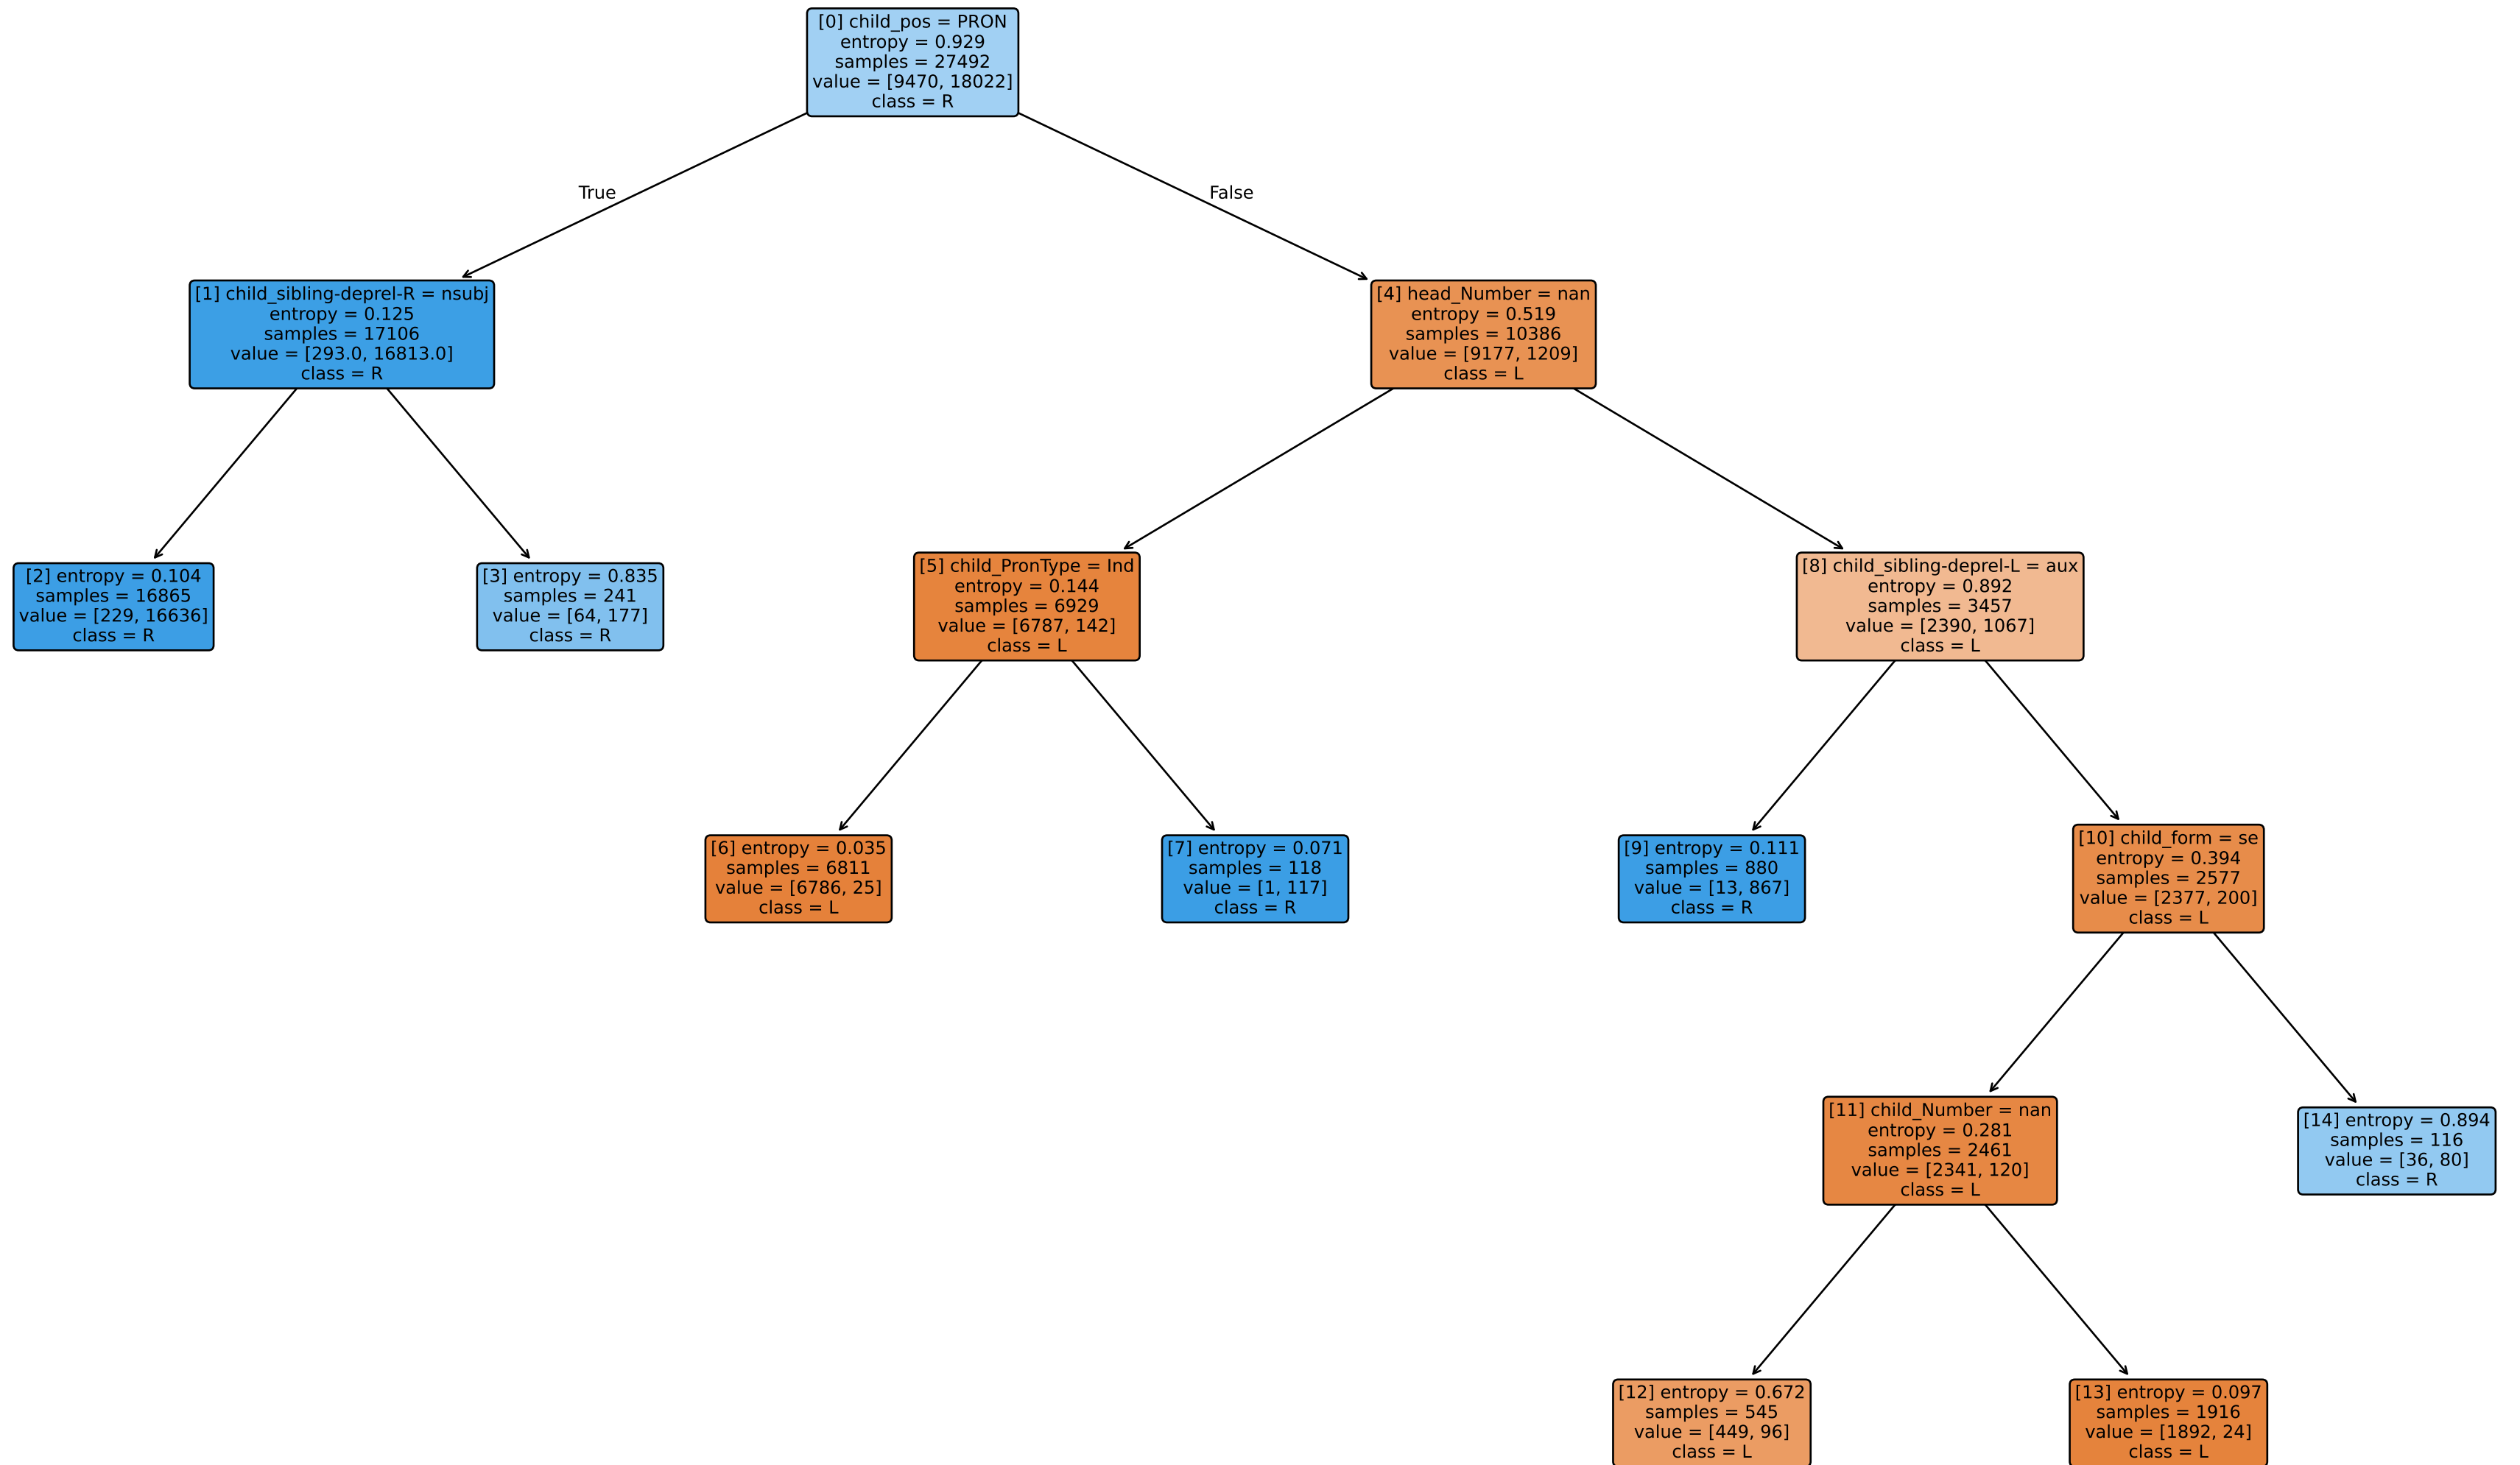 [0] child_pos = PRON
entropy = 0.929
samples = 27492
value = [9470, 18022]
class = R
True
False
[1] child_sibling-deprel-R = nsubj
entropy = 0.125
samples = 17106
value = [293.0, 16813.0]
class = R
[4] head_Number = nan
entropy = 0.519
samples = 10386
value = [9177, 1209]
class = L
[2] entropy = 0.104
samples = 16865
value = [229, 16636]
class = R
[3] entropy = 0.835
samples = 241
value = [64, 177]
class = R
[5] child_PronType = Ind
entropy = 0.144
samples = 6929
value = [6787, 142]
class = L
[8] child_sibling-deprel-L = aux
entropy = 0.892
samples = 3457
value = [2390, 1067]
class = L
[6] entropy = 0.035
samples = 6811
value = [6786, 25]
class = L
[7] entropy = 0.071
samples = 118
value = [1, 117]
class = R
[9] entropy = 0.111
samples = 880
value = [13, 867]
class = R
[10] child_form = se
entropy = 0.394
samples = 2577
value = [2377, 200]
class = L
[11] child_Number = nan
entropy = 0.281
samples = 2461
value = [2341, 120]
class = L
[14] entropy = 0.894
samples = 116
value = [36, 80]
class = R
[12] entropy = 0.672
samples = 545
value = [449, 96]
class = L
[13] entropy = 0.097
samples = 1916
value = [1892, 24]
class = L